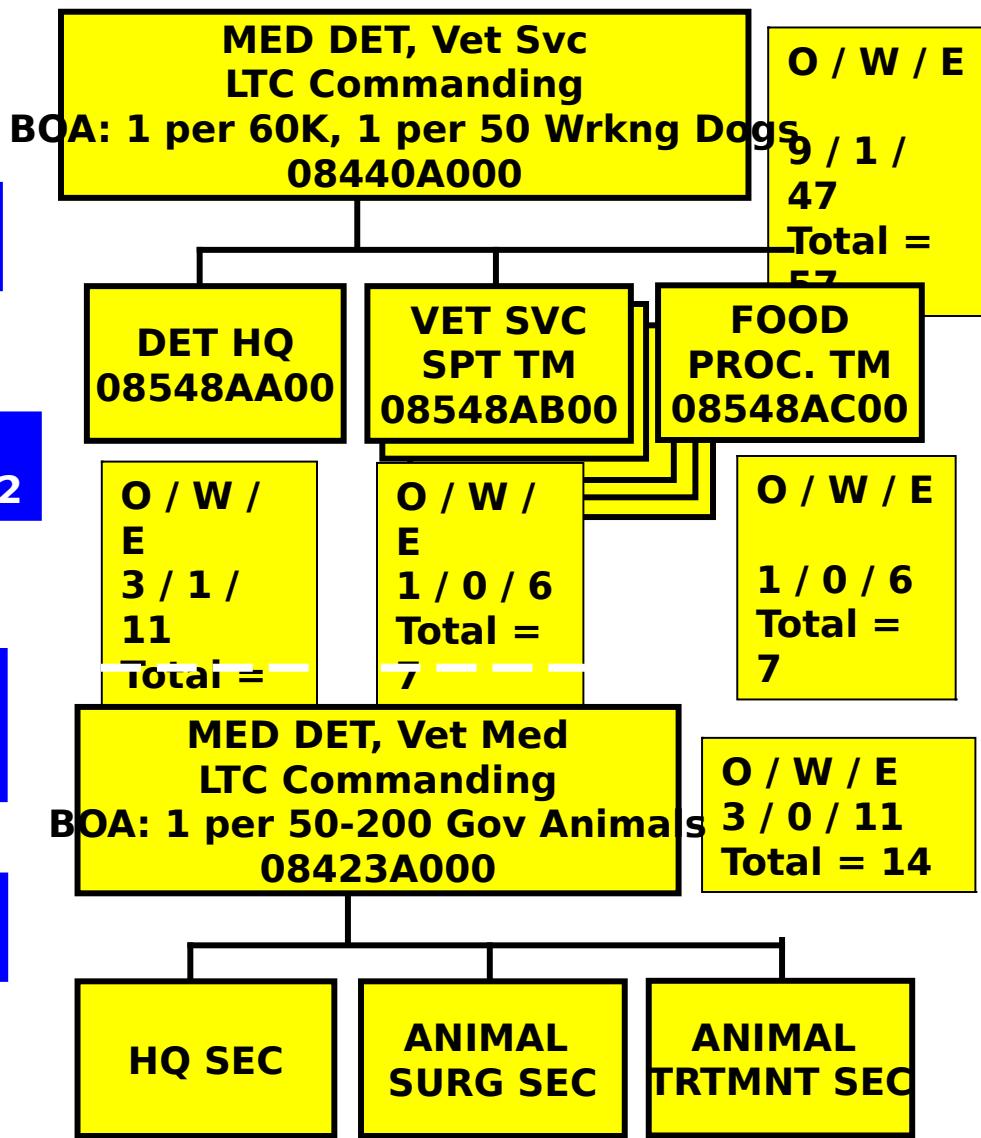 MED DET, Vet Svc
LTC Commanding
BOA: 1 per 60K, 1 per 50 Wrkng Dogs
08440A000
O / W / E
9 / 1 /
47
Total =
57
DET HQ
08548AA00
VET SVC
SPT TM
08548AB00
FOOD
PROC. TM
08548AC00
2
O / W /
E
3 / 1 /
11
Total =
O / W /
E
1 / 0 / 6
Total =
7
O / W / E
1 / 0 / 6
Total =
7
MED DET, Vet Med
LTC Commanding
BOA: 1 per 50-200 Gov Animals
08423A000
O / W / E
3 / 0 / 11
Total = 14
HQ SEC
ANIMAL
SURG SEC
ANIMAL
TRTMNT SEC